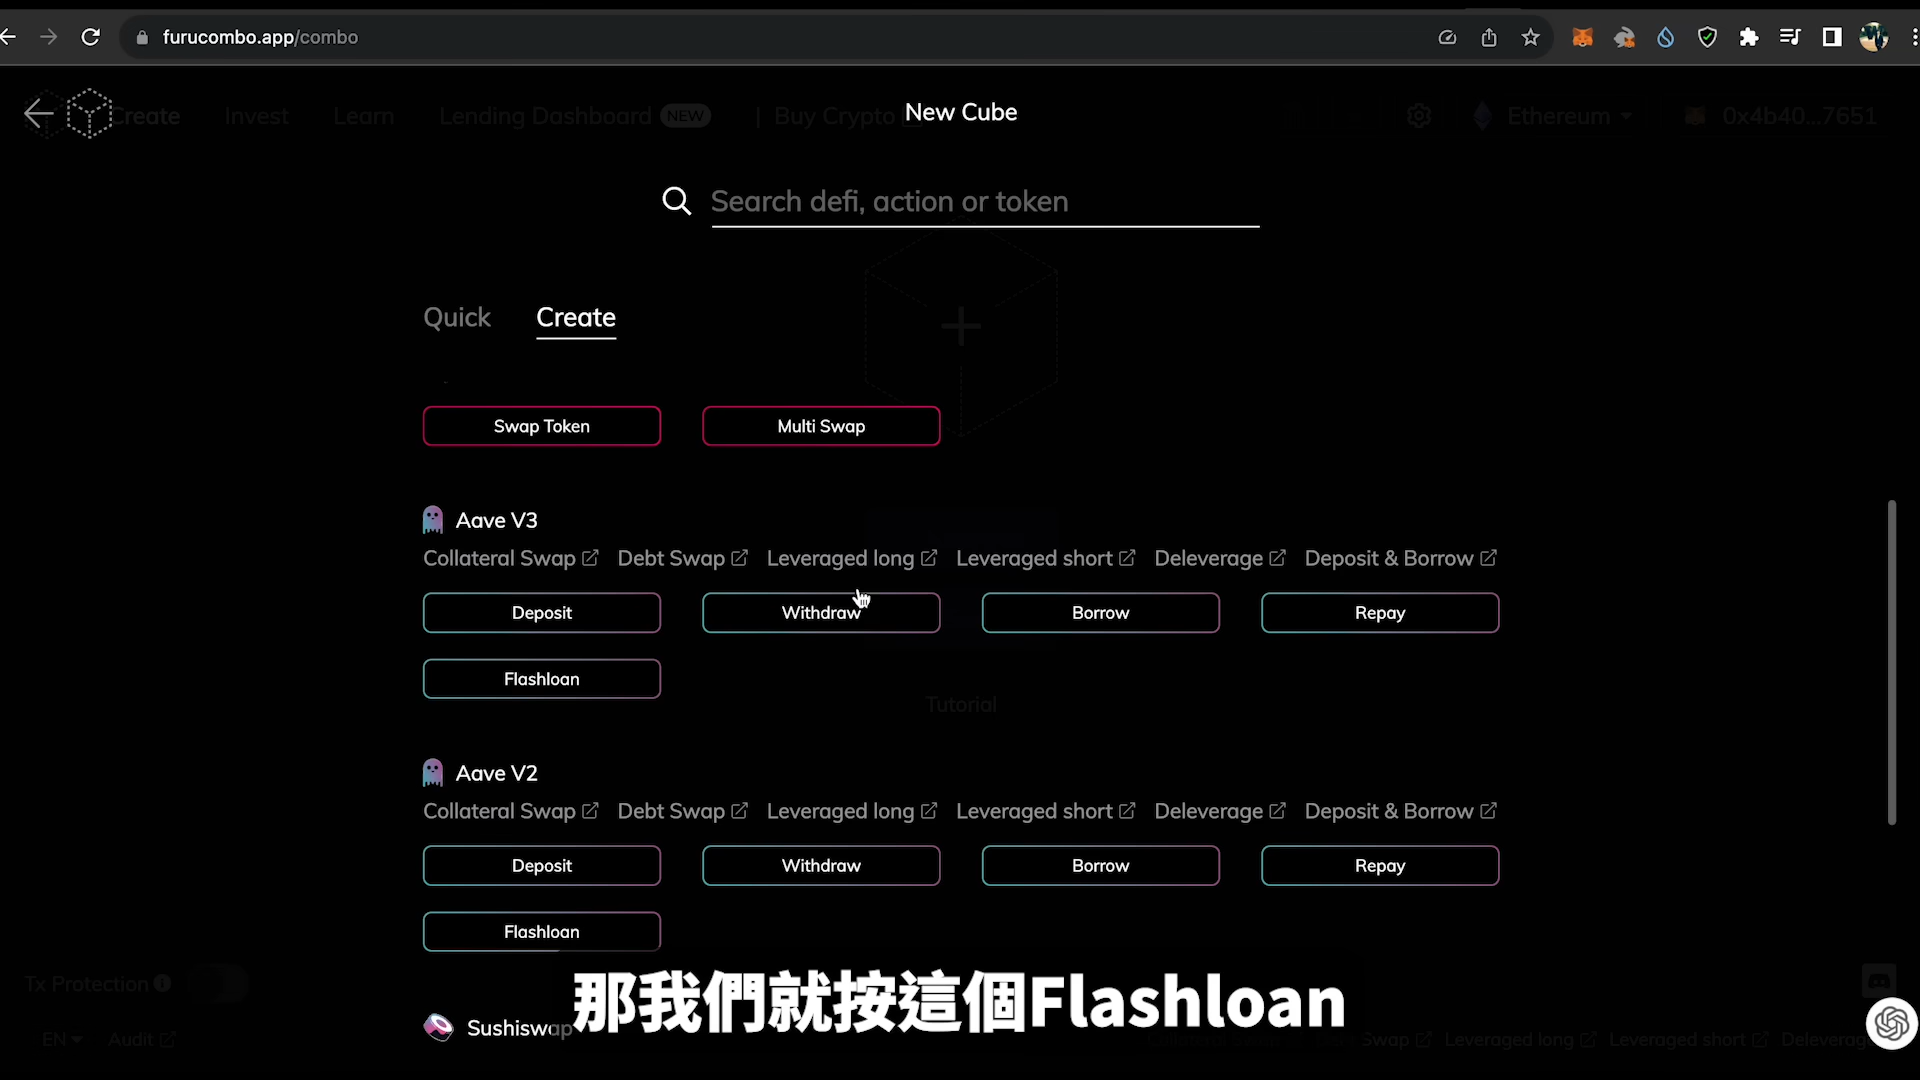 furucombo.app/combo
Create Invest Learn Lending Dashboard NEW | Buy Crypto New Cube Ethereum 0x4b40...7651
Search defi, action or token
Quick Create
Swap Token Multi Swap
Aave V3
Collateral Swap Debt Swap Leveraged long Leveraged short Deleverage Deposit & Borrow
Deposit Withdraw Borrow Repay
Flashloan
Tutorial
Aave V2
Collateral Swap Debt Swap Leveraged long Leveraged short Deleverage Deposit & Borrow
Deposit Withdraw Borrow Repay
Flashloan
Tx Protection
那我們就按這個Flashloan
Sushiswap
EN Audit Swap Leveraged long Leveraged short